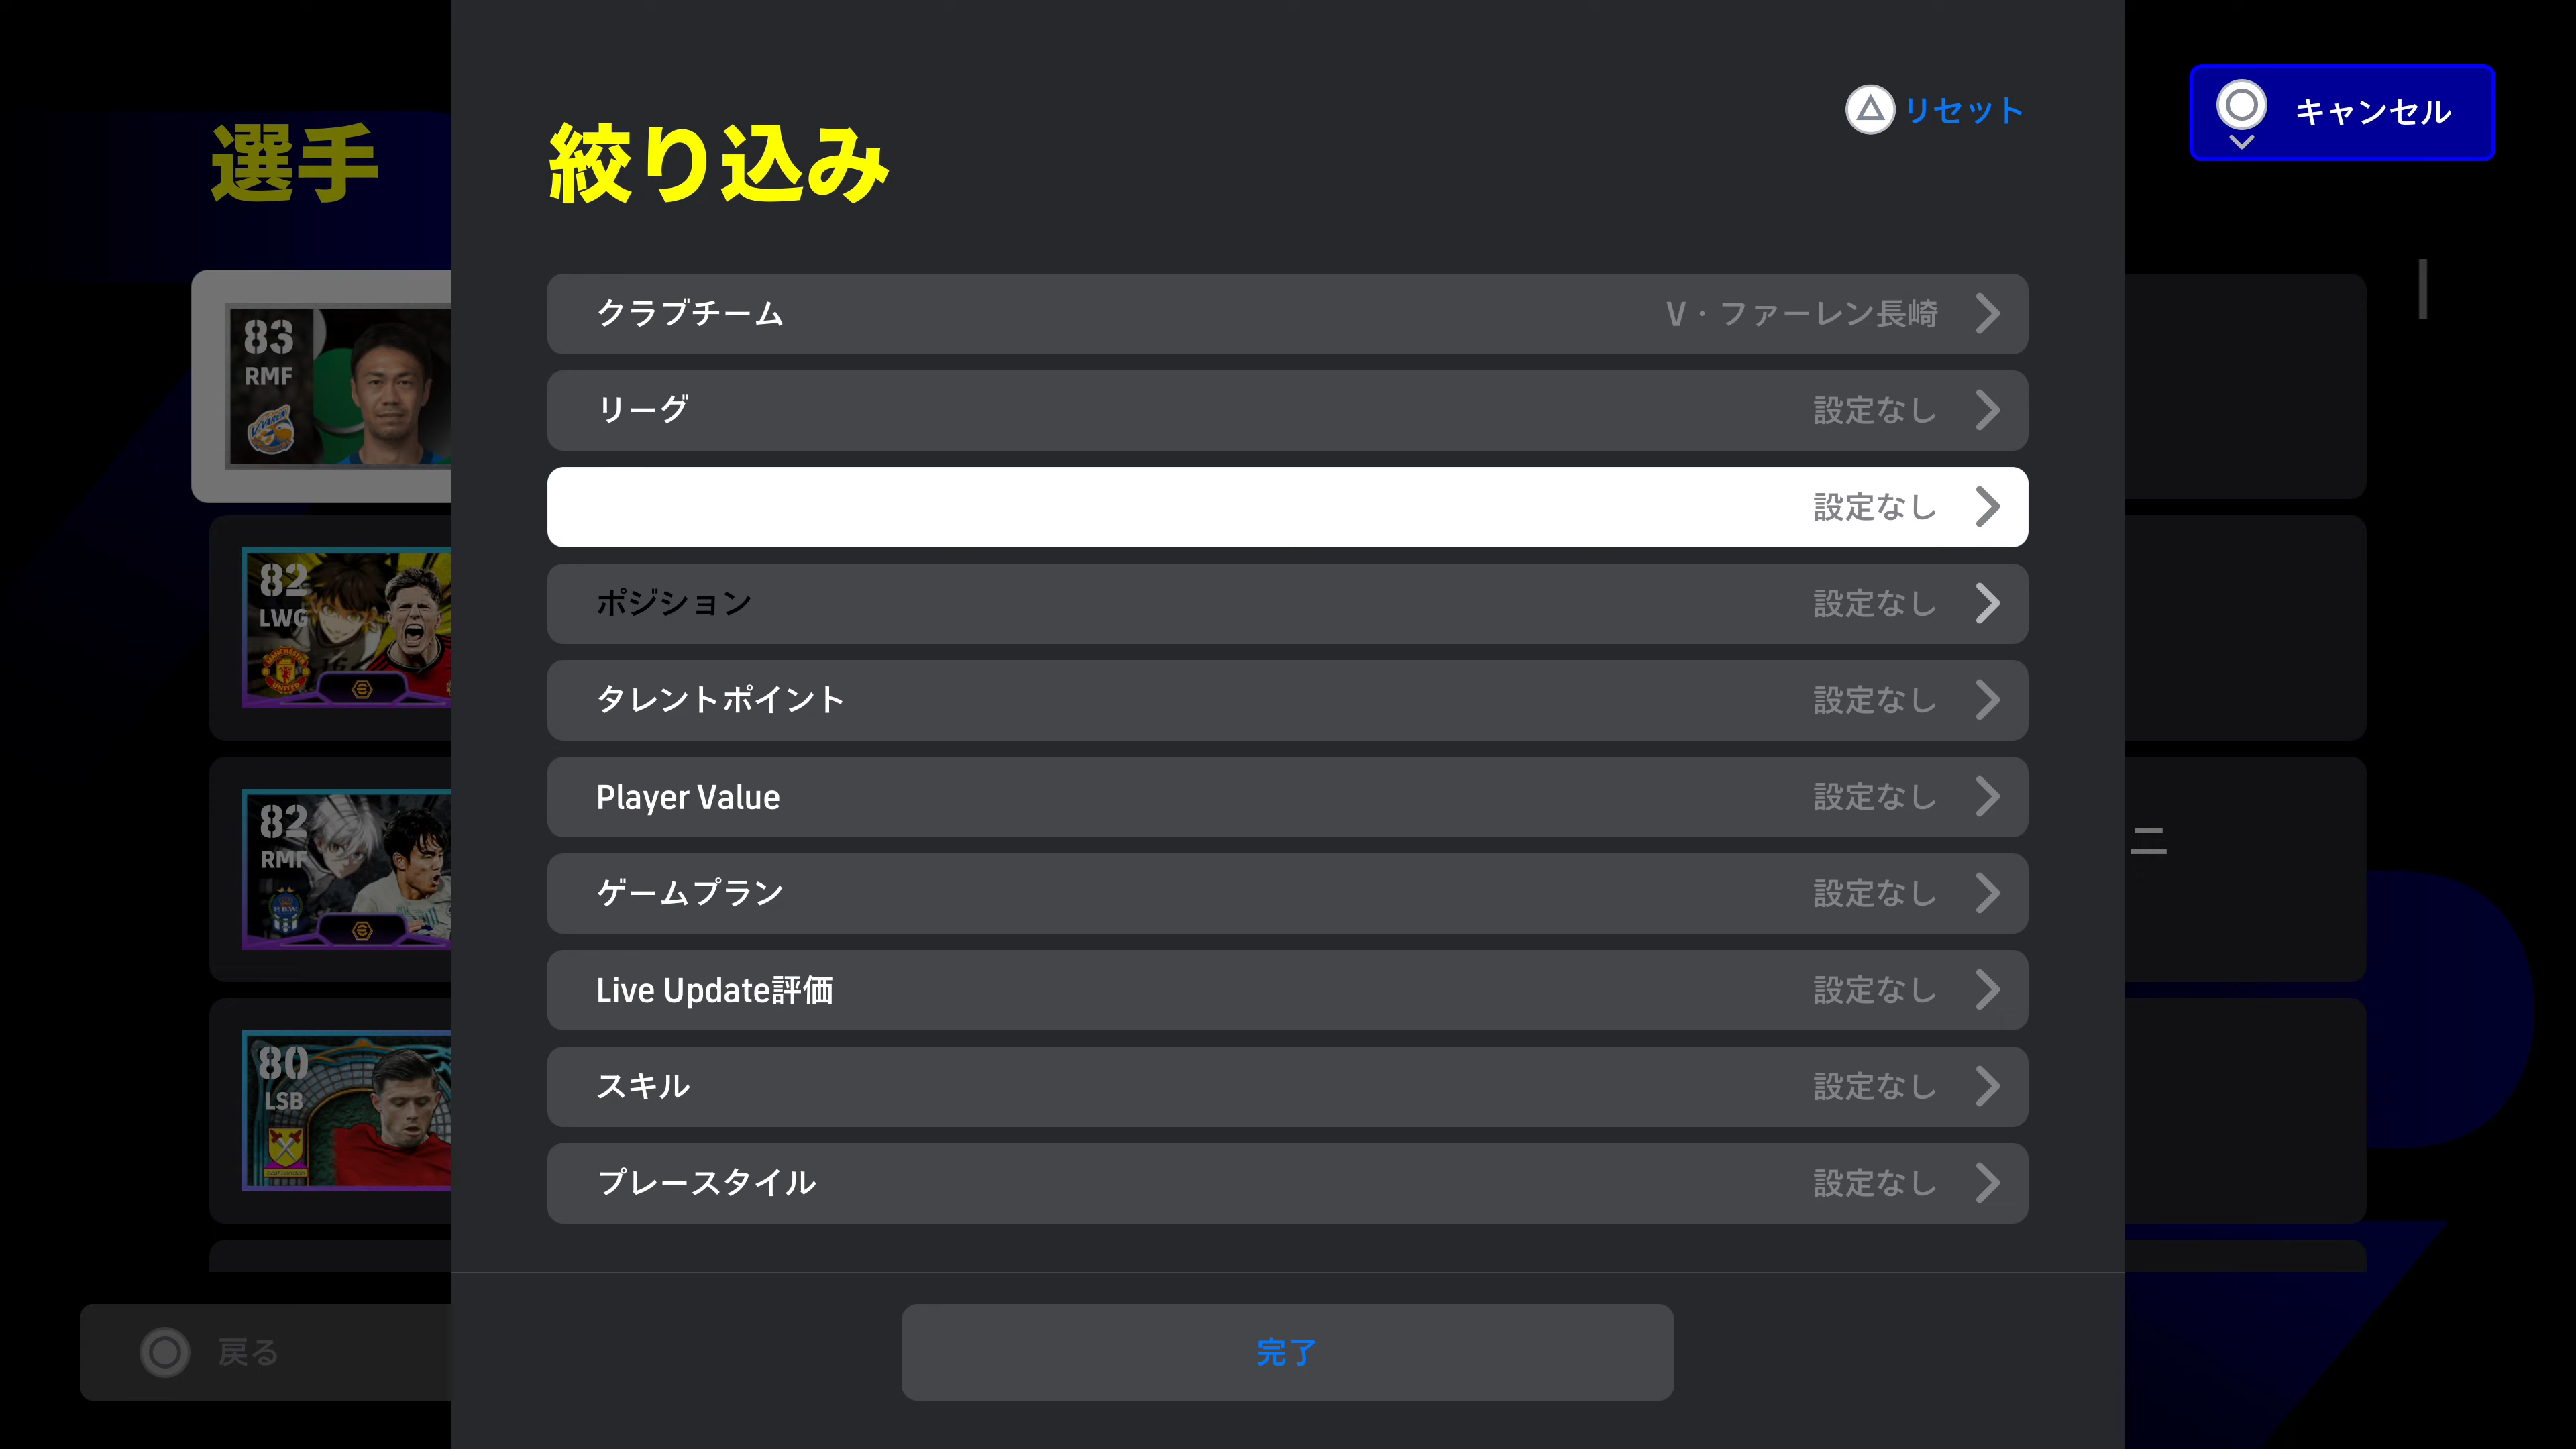 選手
絞り込み
リセット
キャンセル
クラブチーム V・ファーレン長崎
リーグ 設定なし
設定なし
ポジション 設定なし
タレントポイント 設定なし
Player Value 設定なし
ゲームプラン 設定なし
Live Update評価 設定なし
スキル 設定なし
プレースタイル 設定なし
完了
戻る
83
RMF
82
LWG
MANCHESTER
UNITED
82
RMF
80
LSB
East London
ニ